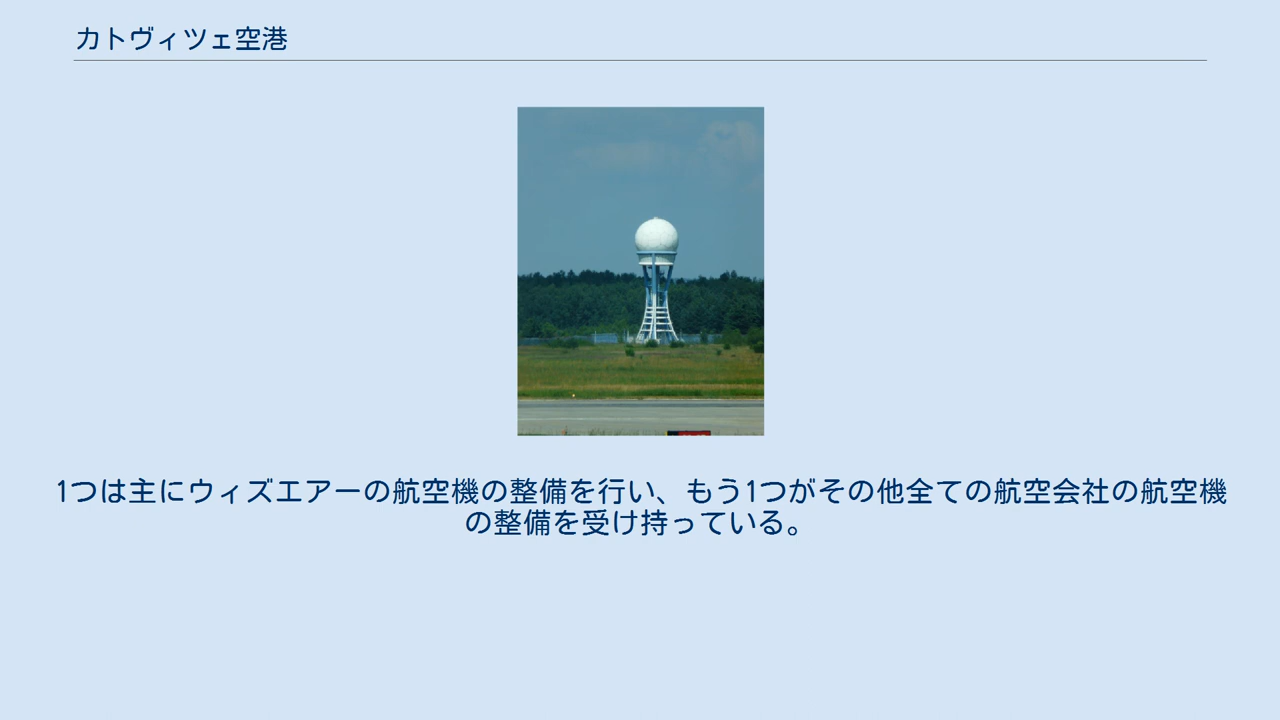 カトヴィツェ空港
1つは主にウィズエアーの航空機の整備を行い、もう1つがその他全ての航空会社の航空機
の整備を受け持っている。